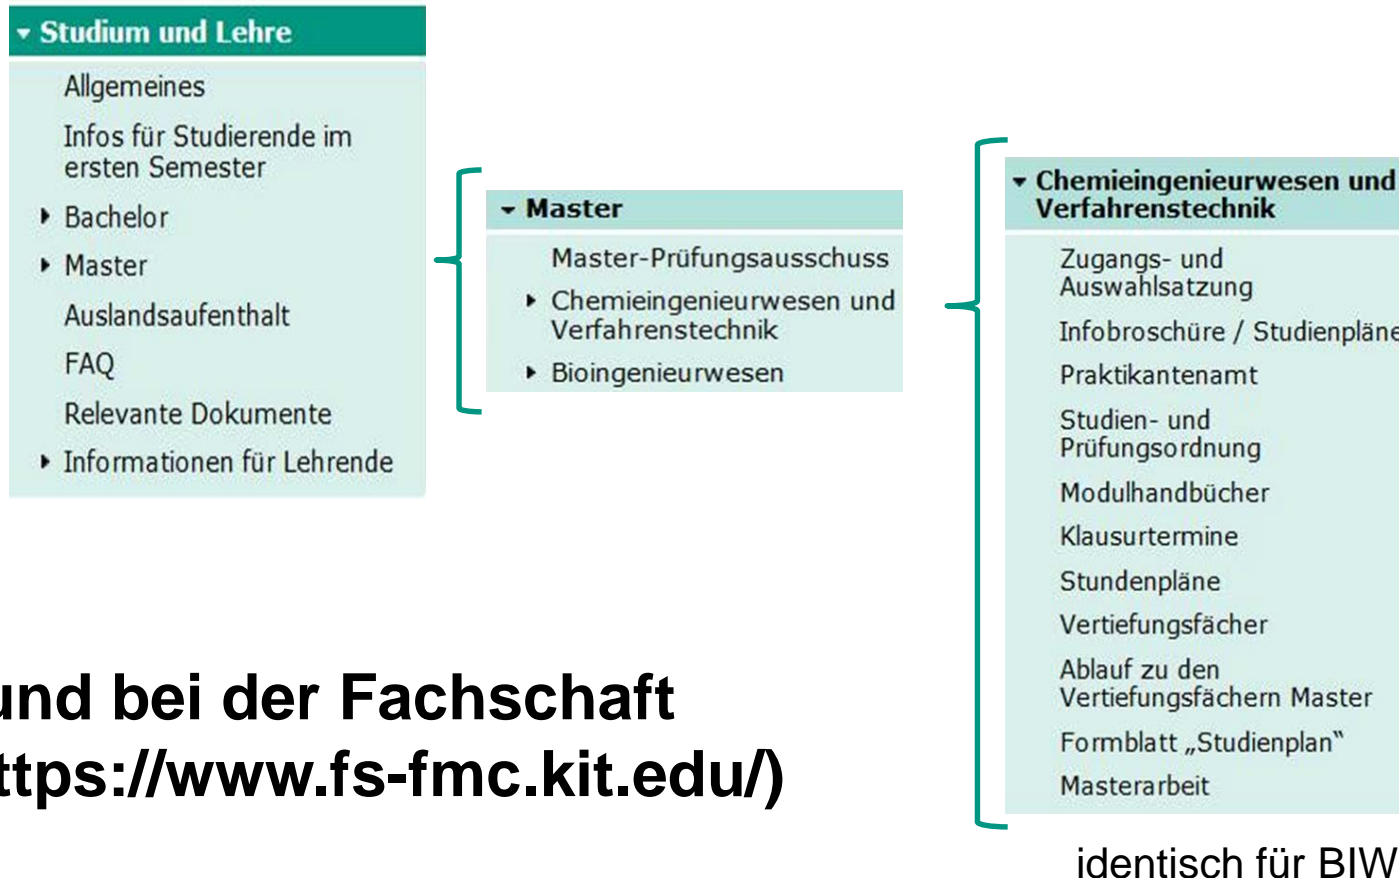 Studium und Lehre
Allgemeines
Infos für Studierende im
ersten Semester
Bachelor
Master
Auslandsaufenthalt
FAQ
Relevante Dokumente
Informationen für Lehrende
Master
Master-Prüfungsausschuss
Chemieingenieurwesen und
Verfahrenstechnik
Bioingenieurwesen
Chemieingenieurwesen und
Verfahrenstechnik
Zugangs- und
Auswahlsatzung
Infobroschüre / Studienpläne
Praktikantenamt
Studien- und
Prüfungsordnung
Modulhandbücher
Klausurtermine
Stundenpläne
Vertiefungsfächer
Ablauf zu den
Vertiefungsfächern Master
Formblatt „Studienplan“
Masterarbeit
und bei der Fachschaft
ttps://www.fs-fmc.kit.edu/)
identisch für BIW